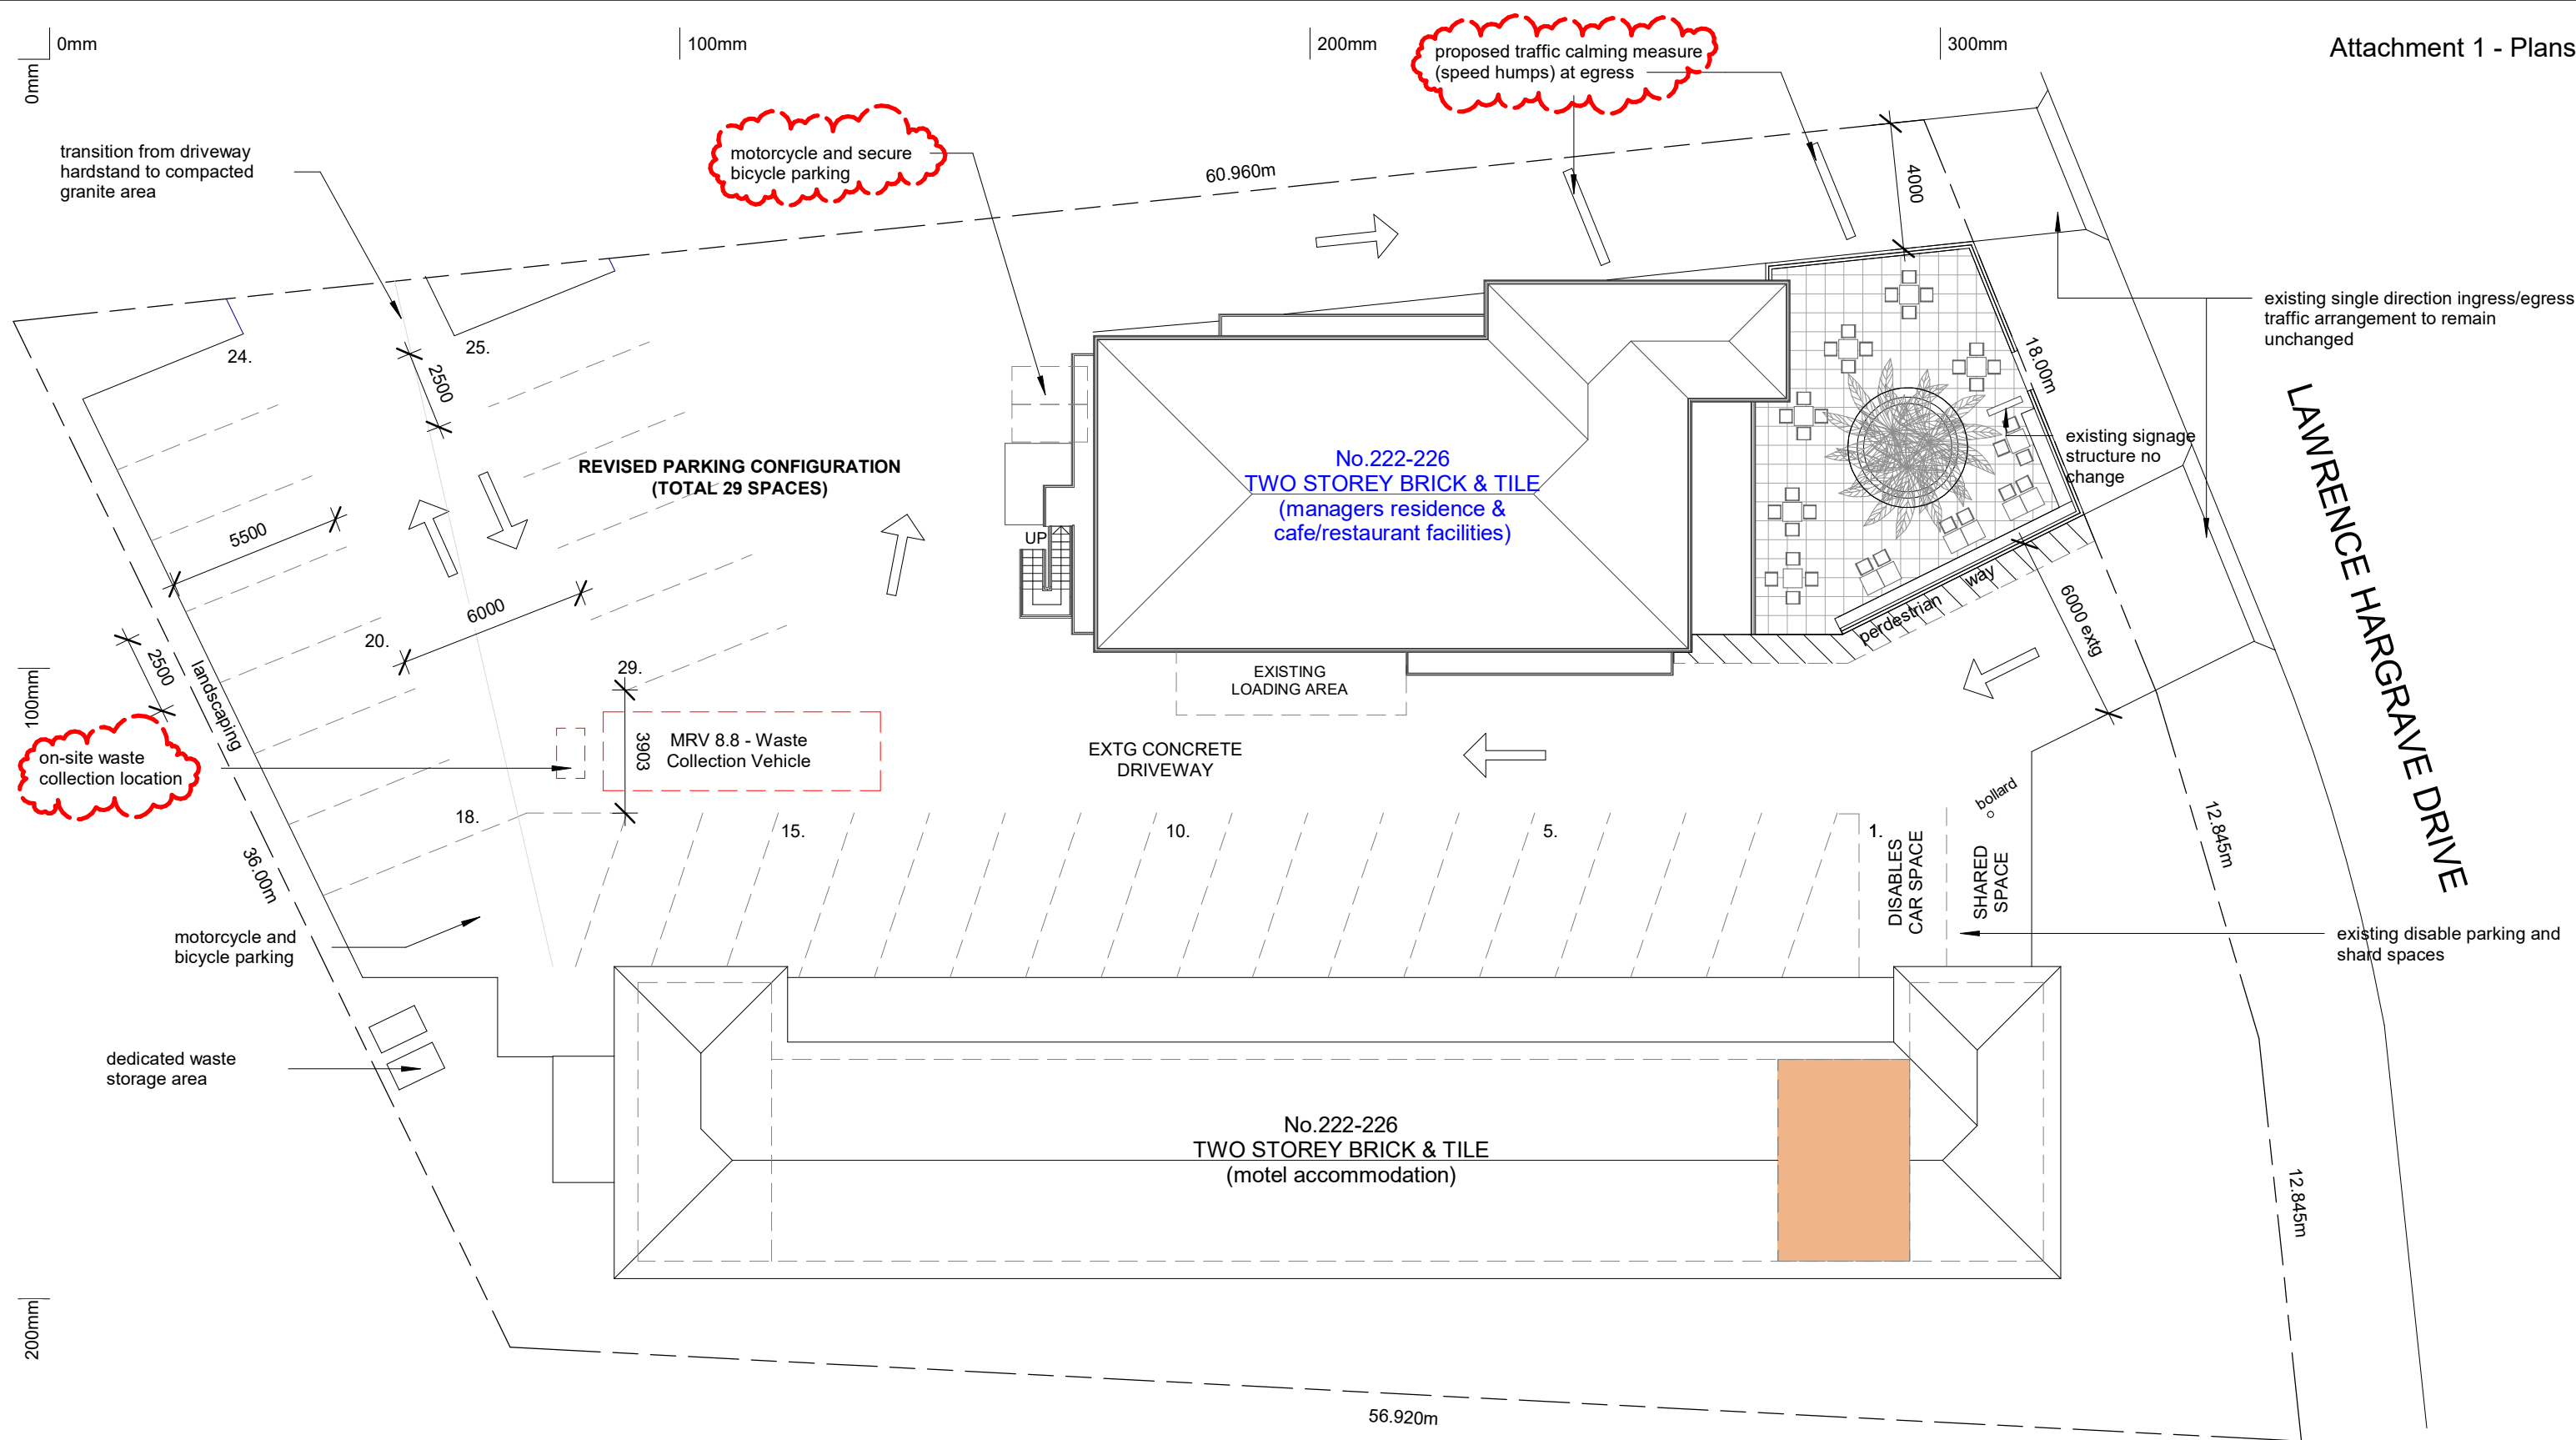 0mm
100mm
200mm
300mm
Attachment 1 - Plans
0mm
proposed traffic calming measure
(speed humps) at egress
transition from driveway
hardstand to compacted
granite area
motorcycle and secure
bicycle parking
60.960m
4000
existing single direction ingress/egress
traffic arrangement to remain
unchanged
24.
25.
2500
18.00m
LAWRENCE HARGRAVE DRIVE
REVISED PARKING CONFIGURATION
(TOTAL 29 SPACES)
No.222-226
TWO STOREY BRICK & TILE
(managers residence &
cafe/restaurant facilities)
existing signage
structure no
change
5500
UP
6000
20.
2500
landscaping
29.
perdestrian
way
6000 extg
EXISTING
LOADING AREA
100mm
on-site waste
collection location
3903
MRV 8.8 - Waste
Collection Vehicle
EXTG CONCRETE
DRIVEWAY
bollard
12.845m
18.
15.
10.
5.
1.
DISABLES
CAR SPACE
SHARED
SPACE
36.00m
motorcycle and
bicycle parking
existing disable parking and
shard spaces
dedicated waste
storage area
No.222-226
TWO STOREY BRICK & TILE
(motel accommodation)
12.845m
200mm
56.920m